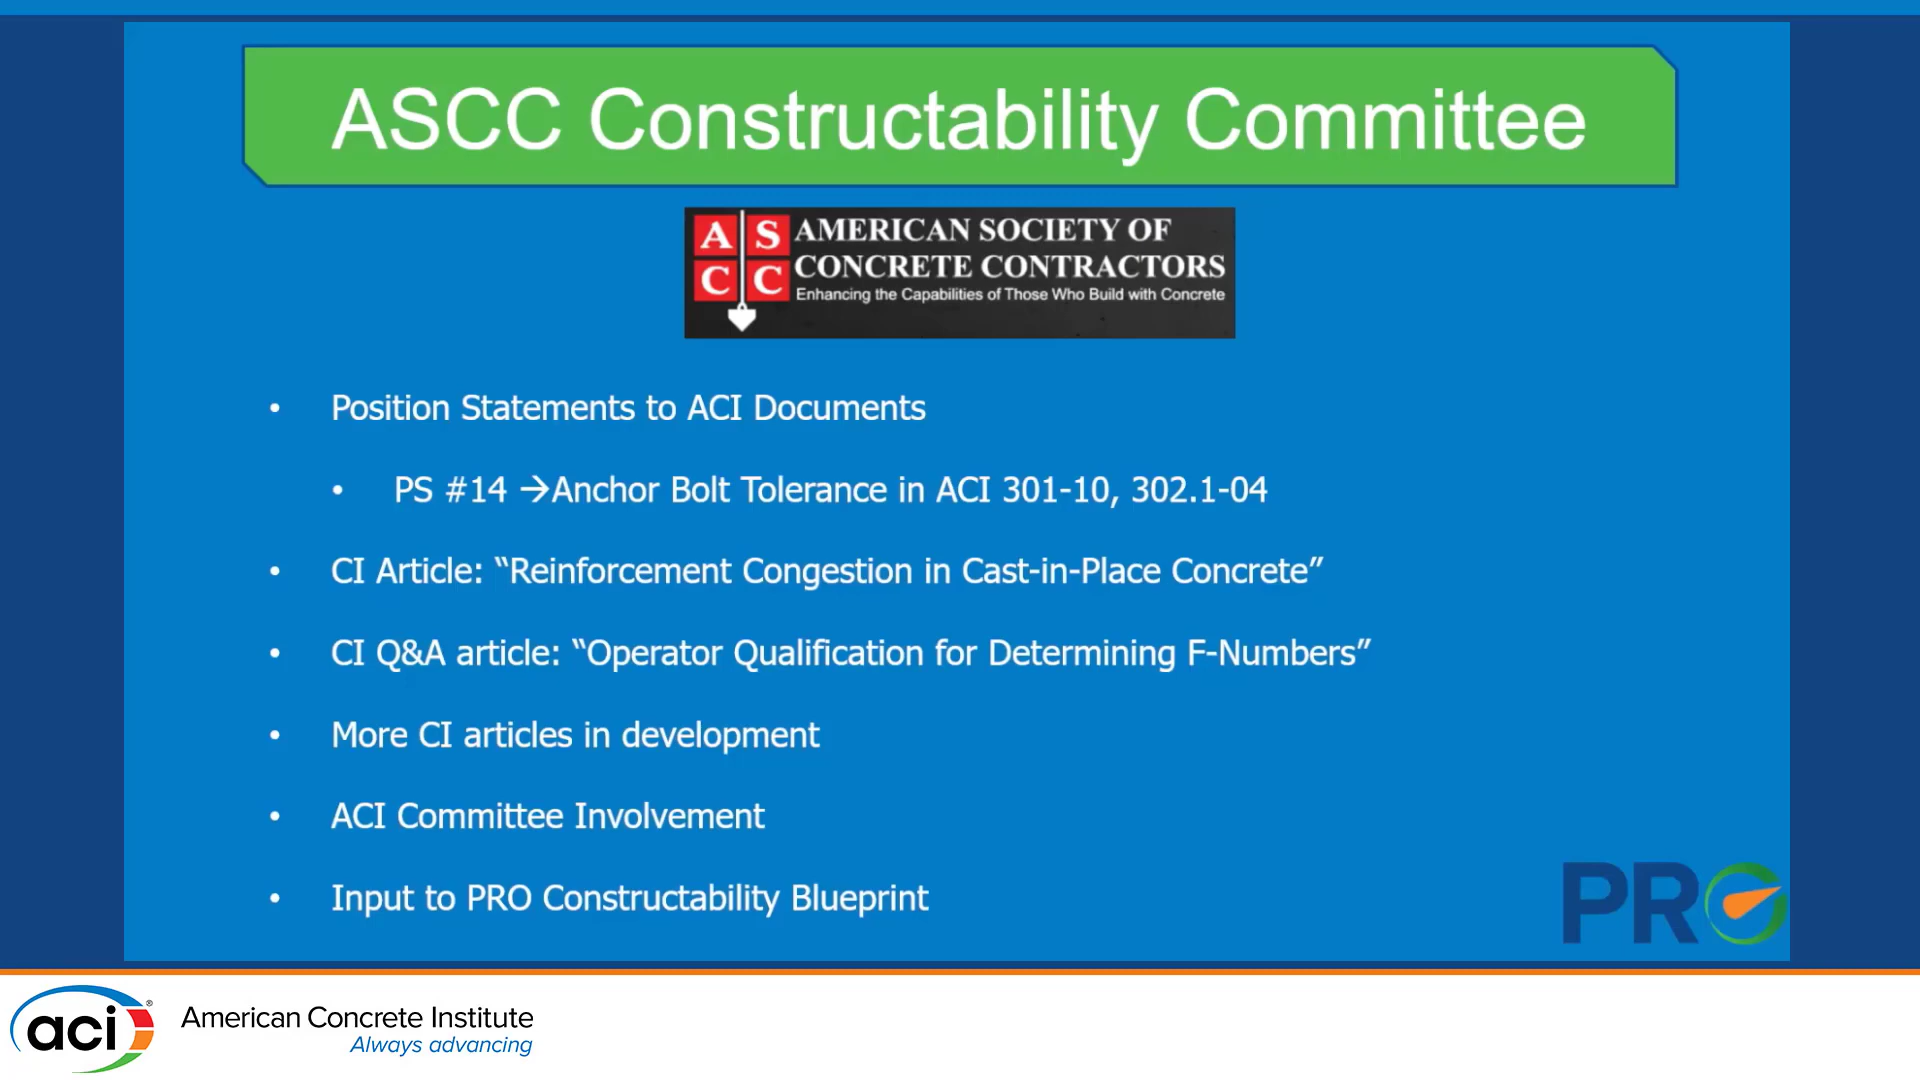 ASCC Constructability Committee
A S
C C
AMERICAN SOCIETY OF
CONCRETE CONTRACTORS
Enhancing the Capabilities of Those Who Build with Concrete
• Position Statements to ACI Documents
• PS #14 →Anchor Bolt Tolerance in ACI 301-10, 302.1-04
• CI Article: “Reinforcement Congestion in Cast-in-Place Concrete”
• CI Q&A article: “Operator Qualification for Determining F-Numbers”
• More CI articles in development
• ACI Committee Involvement
• Input to PRO Constructability Blueprint
PRO
aci®
American Concrete Institute
Always advancing